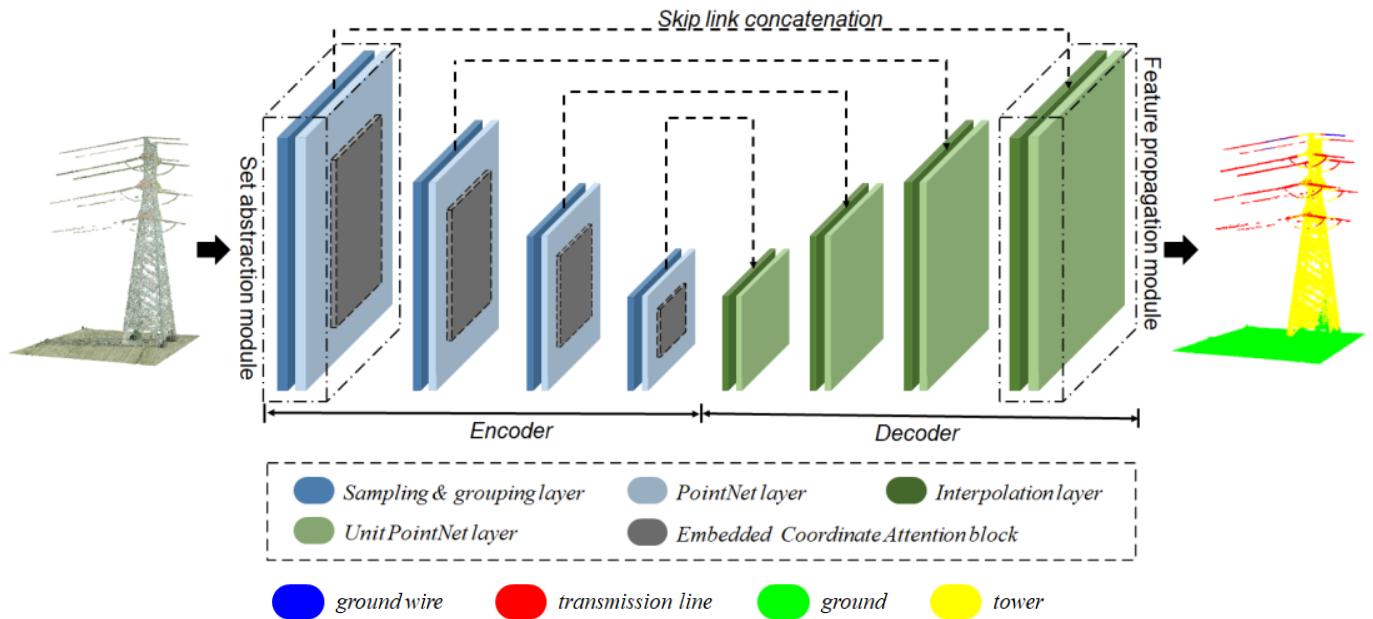 Skip link concatenation
Set abstraction module
Feature propagation module
Encoder
Decoder
Sampling & grouping layer
PointNet layer
Interpolation layer
Unit PointNet layer
Embedded Coordinate Attention block
ground wire
transmission line
ground
tower